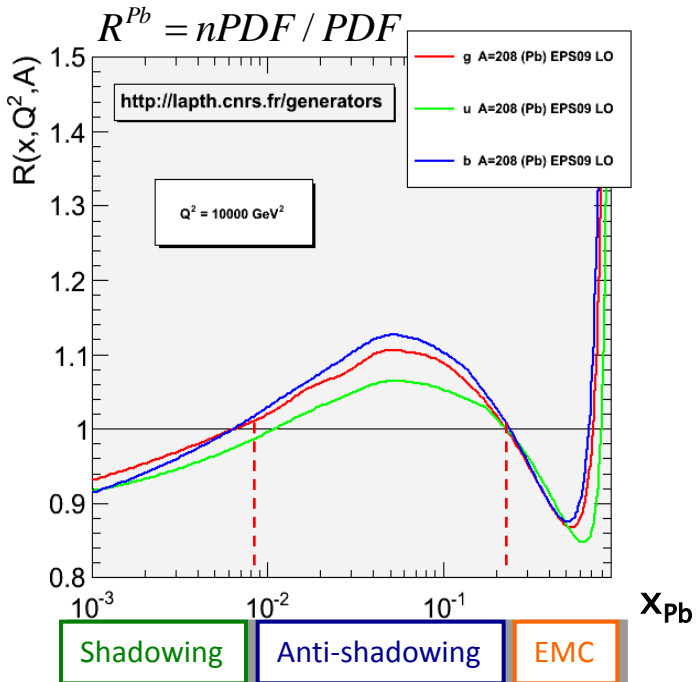 R^Pb = nPDF / PDF
g A=208 (Pb) EPS09 LO
u A=208 (Pb) EPS09 LO
b A=208 (Pb) EPS09 LO
http://lapth.cnrs.fr/generators
Q² = 10000 GeV²
R(x,Q²,A)
1.5
1.4
1.3
1.2
1.1
1
0.9
0.8
10⁻³
10⁻²
10⁻¹
x_Pb
Shadowing
Anti-shadowing
EMC